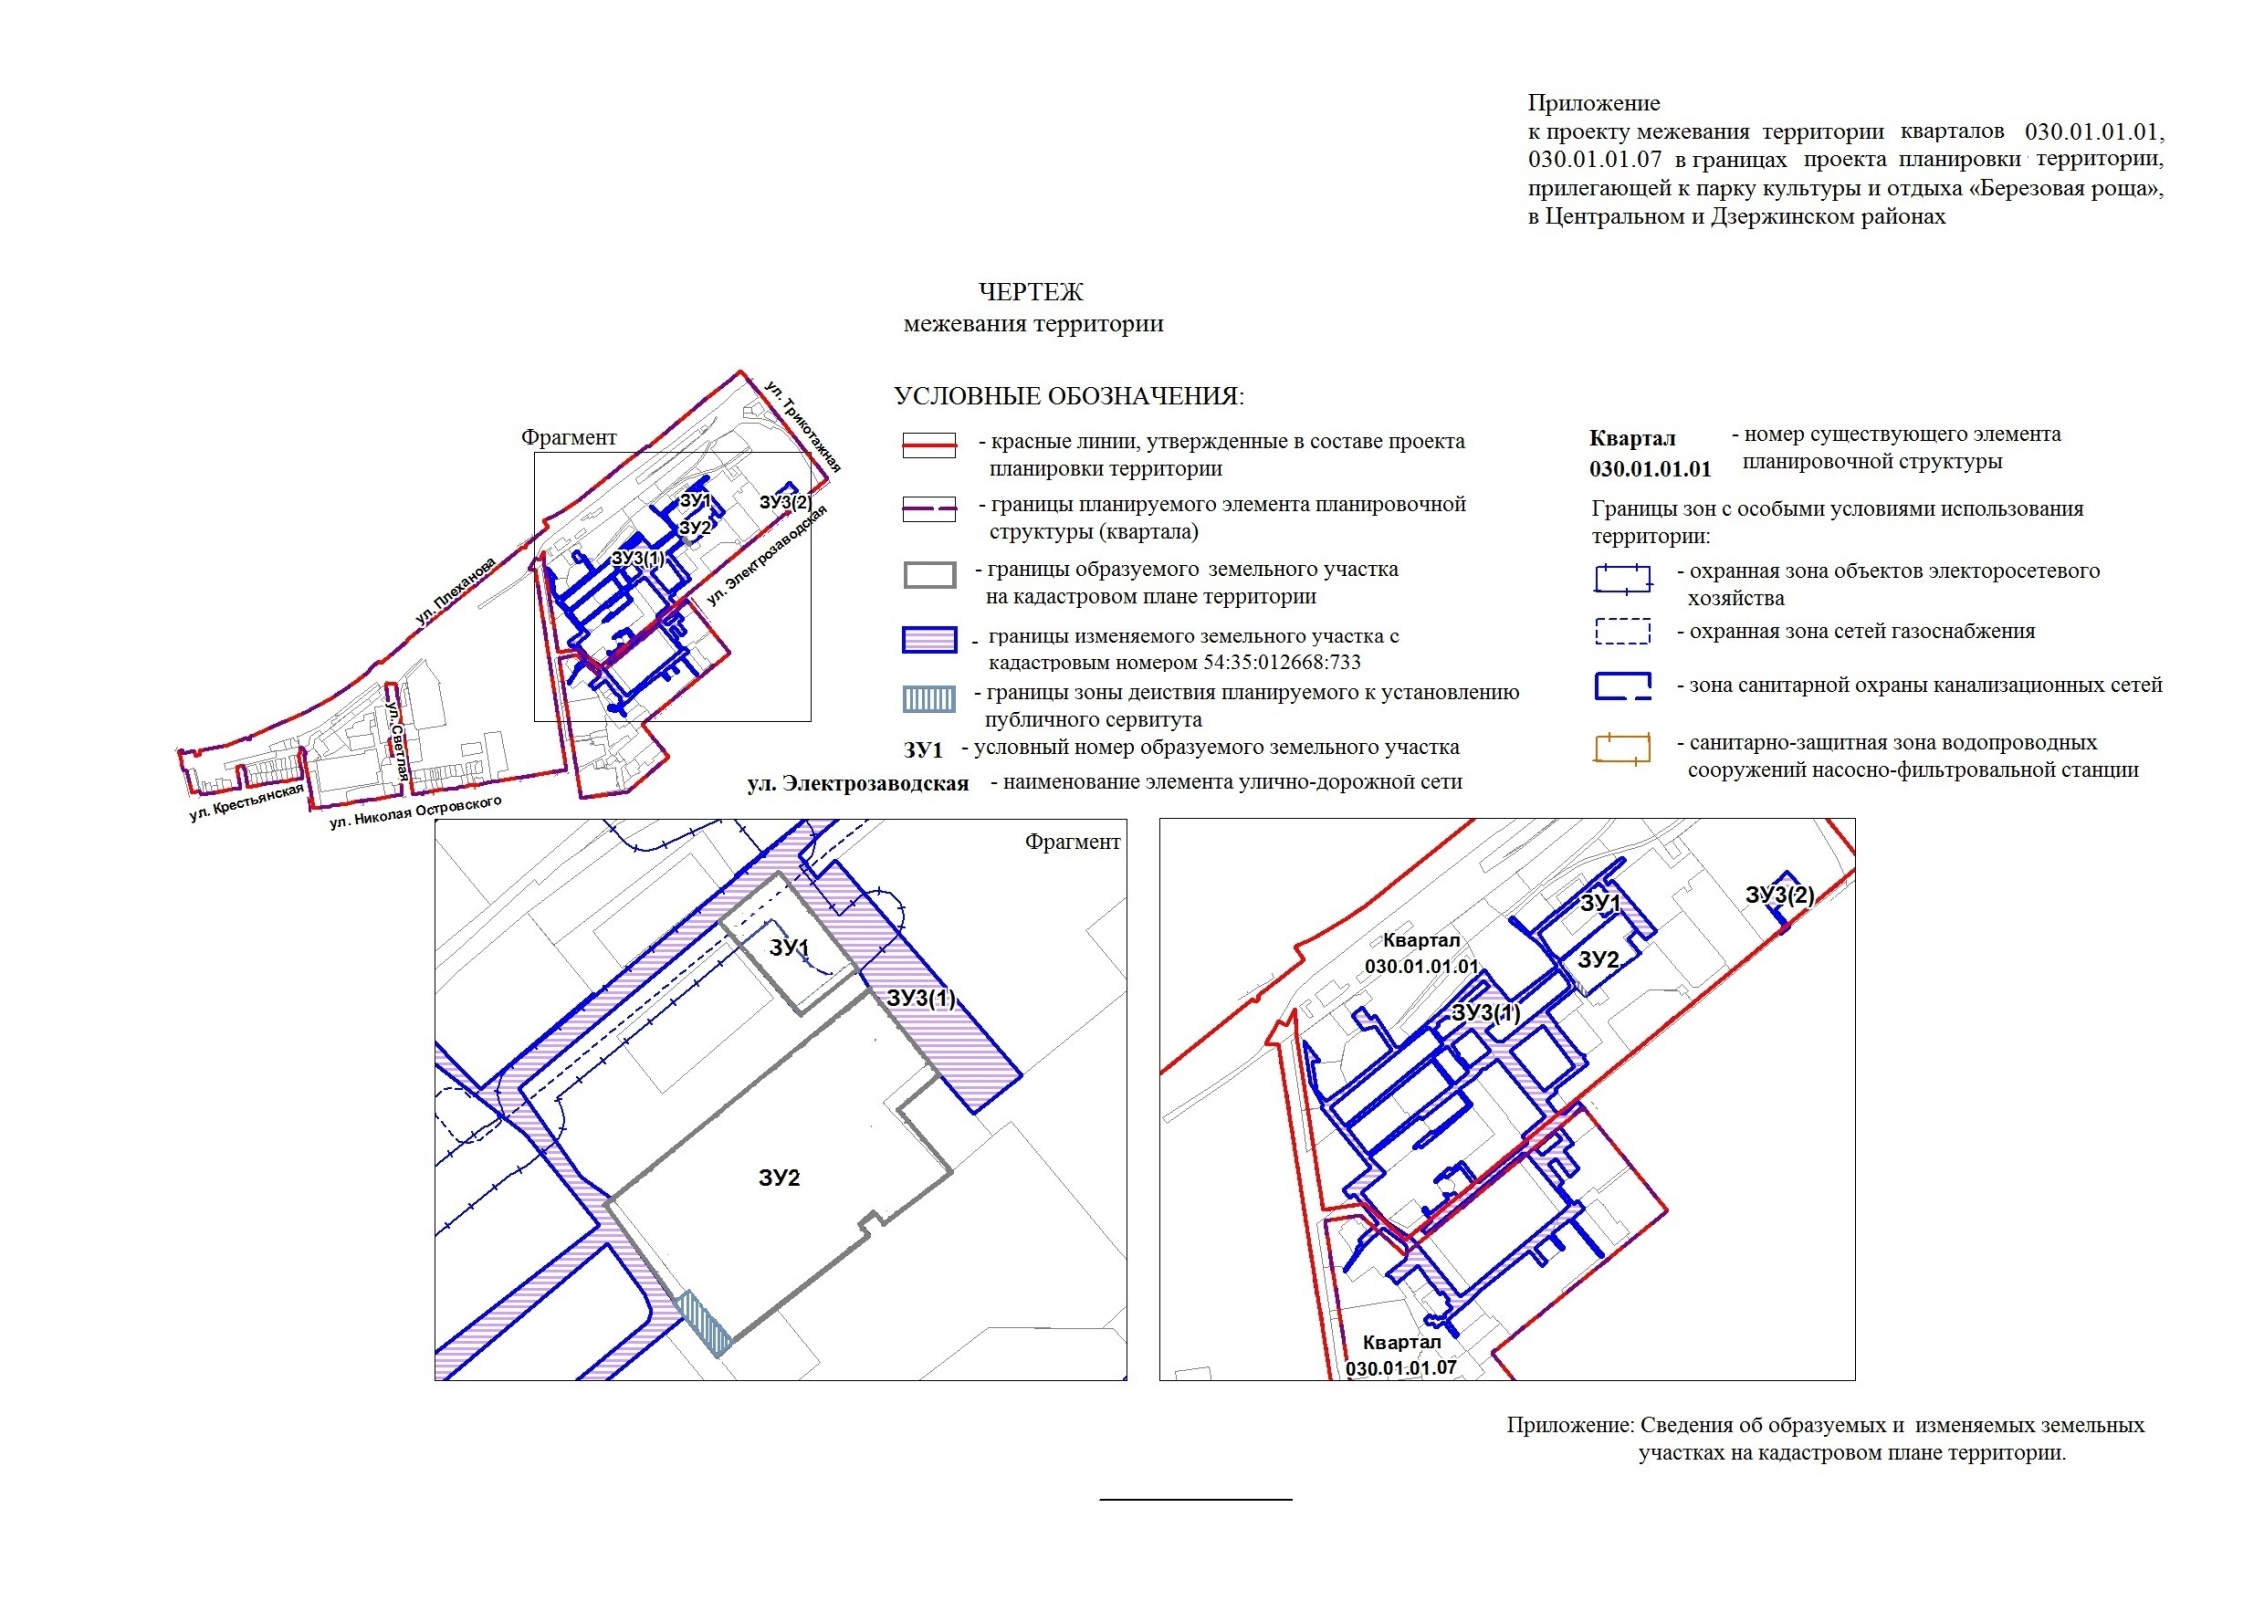 Приложение
к проекту межевания территории кварталов 030.01.01.01,
030.01.01.07 в границах проекта планировки территории,
прилегающей к парку культуры и отдыха «Березовая роща»,
в Центральном и Дзержинском районах
ЧЕРТЕЖ
межевания территории
УСЛОВНЫЕ ОБОЗНАЧЕНИЯ:
- красные линии, утвержденные в составе проекта
планировки территории
- границы планируемого элемента планировочной
структуры (квартала)
- границы образуемого земельного участка
на кадастровом плане территории
- границы изменяемого земельного участка с
кадастровым номером 54:35:012668:733
- границы зоны деиствия планируемого к установлению
публичного сервитута
ЗУ1 - условный номер образуемого земельного участка
ул. Электрозаводская - наименование элемента улично-дорожной сети
Квартал - номер существующего элемента
030.01.01.01 планировочной структуры
Границы зон с особыми условиями использования
территории:
- охранная зона объектов электоросетевого
хозяйства
- охранная зона сетей газоснабжения
- зона санитарной охраны канализационных сетей
- санитарно-защитная зона водопроводных
сооружений насосно-фильтровальной станции
Фрагмент
ул. Трикотажная
ЗУ1
ЗУ3(2)
ЗУ2
ЗУ3(1)
ул. Электрозаводская
ул. Плеханова
ул. Светлая
ул. Крестьянская
ул. Николая Островского
Фрагмент
ЗУ1
ЗУ3(1)
ЗУ2
ЗУ1
ЗУ3(2)
Квартал
030.01.01.01
ЗУ2
ЗУ3(1)
Квартал
030.01.01.07
Приложение: Сведения об образуемых и изменяемых земельных
участках на кадастровом плане территории.